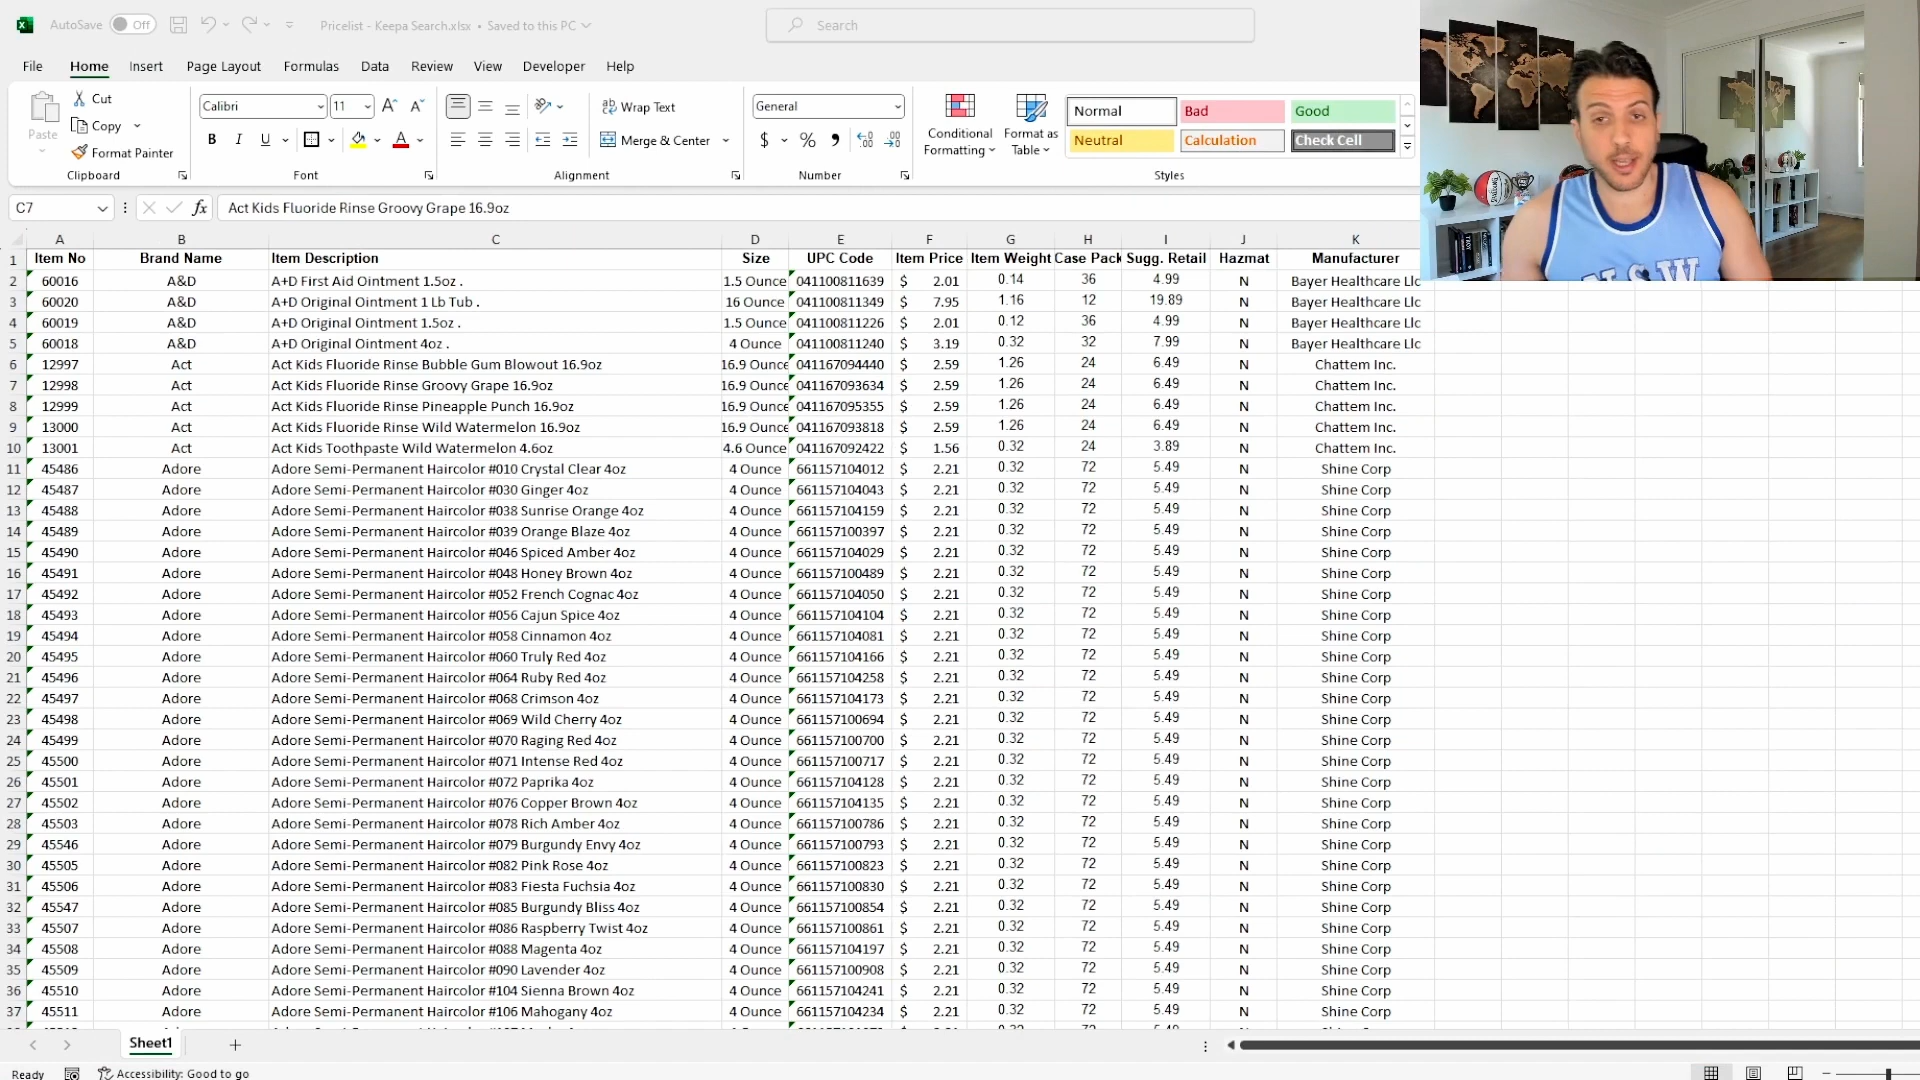 AutoSave Off Pricelist - Keepa Search.xlsx • Saved to this PC Search
File Home Insert Page Layout Formulas Data Review View Developer Help
Paste Cut Copy Format Painter Clipboard
Calibri 11 B I U A Font
Wrap Text Merge & Center Alignment
General $ % Number
Conditional Formatting Format as Table
Normal Bad Good
Neutral Calculation Check Cell
Styles
C7 fx Act Kids Fluoride Rinse Groovy Grape 16.9oz
A B C D E F G H I J K
1 Item No Brand Name Item Description Size UPC Code Item Price Item Weight Case Pack Sugg. Retail Hazmat Manufacturer
2 60016 A&D A+D First Aid Ointment 1.5oz . 1.5 Ounce 041100811639 $ 2.01 0.14 36 4.99 N Bayer Healthcare Llc
3 60020 A&D A+D Original Ointment 1 Lb Tub . 16 Ounce 041100811349 $ 7.95 1.16 12 19.89 N Bayer Healthcare Llc
4 60019 A&D A+D Original Ointment 1.5oz . 1.5 Ounce 041100811226 $ 2.01 0.12 36 4.99 N Bayer Healthcare Llc
5 60018 A&D A+D Original Ointment 4oz . 4 Ounce 041100811240 $ 3.19 0.32 32 7.99 N Bayer Healthcare Llc
6 12997 Act Act Kids Fluoride Rinse Bubble Gum Blowout 16.9oz 16.9 Ounce 041167094440 $ 2.59 1.26 24 6.49 N Chattem Inc.
7 12998 Act Act Kids Fluoride Rinse Groovy Grape 16.9oz 16.9 Ounce 041167093634 $ 2.59 1.26 24 6.49 N Chattem Inc.
8 12999 Act Act Kids Fluoride Rinse Pineapple Punch 16.9oz 16.9 Ounce 041167095355 $ 2.59 1.26 24 6.49 N Chattem Inc.
9 13000 Act Act Kids Fluoride Rinse Wild Watermelon 16.9oz 16.9 Ounce 041167093818 $ 2.59 1.26 24 6.49 N Chattem Inc.
10 13001 Act Act Kids Toothpaste Wild Watermelon 4.6oz 4.6 Ounce 041167092422 $ 1.56 0.32 24 3.89 N Chattem Inc.
11 45486 Adore Adore Semi-Permanent Haircolor #010 Crystal Clear 4oz 4 Ounce 661157104012 $ 2.21 0.32 72 5.49 N Shine Corp
12 45487 Adore Adore Semi-Permanent Haircolor #030 Ginger 4oz 4 Ounce 661157104043 $ 2.21 0.32 72 5.49 N Shine Corp
13 45488 Adore Adore Semi-Permanent Haircolor #038 Sunrise Orange 4oz 4 Ounce 661157104159 $ 2.21 0.32 72 5.49 N Shine Corp
14 45489 Adore Adore Semi-Permanent Haircolor #039 Orange Blaze 4oz 4 Ounce 661157100397 $ 2.21 0.32 72 5.49 N Shine Corp
15 45490 Adore Adore Semi-Permanent Haircolor #046 Spiced Amber 4oz 4 Ounce 661157104029 $ 2.21 0.32 72 5.49 N Shine Corp
16 45491 Adore Adore Semi-Permanent Haircolor #048 Honey Brown 4oz 4 Ounce 661157100489 $ 2.21 0.32 72 5.49 N Shine Corp
17 45492 Adore Adore Semi-Permanent Haircolor #052 French Cognac 4oz 4 Ounce 661157104050 $ 2.21 0.32 72 5.49 N Shine Corp
18 45493 Adore Adore Semi-Permanent Haircolor #056 Cajun Spice 4oz 4 Ounce 661157104104 $ 2.21 0.32 72 5.49 N Shine Corp
19 45494 Adore Adore Semi-Permanent Haircolor #058 Cinnamon 4oz 4 Ounce 661157104081 $ 2.21 0.32 72 5.49 N Shine Corp
20 45495 Adore Adore Semi-Permanent Haircolor #060 Truly Red 4oz 4 Ounce 661157104166 $ 2.21 0.32 72 5.49 N Shine Corp
21 45496 Adore Adore Semi-Permanent Haircolor #064 Ruby Red 4oz 4 Ounce 661157104258 $ 2.21 0.32 72 5.49 N Shine Corp
22 45497 Adore Adore Semi-Permanent Haircolor #068 Crimson 4oz 4 Ounce 661157104173 $ 2.21 0.32 72 5.49 N Shine Corp
23 45498 Adore Adore Semi-Permanent Haircolor #069 Wild Cherry 4oz 4 Ounce 661157100694 $ 2.21 0.32 72 5.49 N Shine Corp
24 45499 Adore Adore Semi-Permanent Haircolor #070 Raging Red 4oz 4 Ounce 661157100700 $ 2.21 0.32 72 5.49 N Shine Corp
25 45500 Adore Adore Semi-Permanent Haircolor #071 Intense Red 4oz 4 Ounce 661157100717 $ 2.21 0.32 72 5.49 N Shine Corp
26 45501 Adore Adore Semi-Permanent Haircolor #072 Paprika 4oz 4 Ounce 661157104128 $ 2.21 0.32 72 5.49 N Shine Corp
27 45502 Adore Adore Semi-Permanent Haircolor #076 Copper Brown 4oz 4 Ounce 661157104135 $ 2.21 0.32 72 5.49 N Shine Corp
28 45503 Adore Adore Semi-Permanent Haircolor #078 Rich Amber 4oz 4 Ounce 661157100786 $ 2.21 0.32 72 5.49 N Shine Corp
29 45546 Adore Adore Semi-Permanent Haircolor #079 Burgundy Envy 4oz 4 Ounce 661157100793 $ 2.21 0.32 72 5.49 N Shine Corp
30 45505 Adore Adore Semi-Permanent Haircolor #082 Pink Rose 4oz 4 Ounce 661157100823 $ 2.21 0.32 72 5.49 N Shine Corp
31 45506 Adore Adore Semi-Permanent Haircolor #083 Fiesta Fuchsia 4oz 4 Ounce 661157100830 $ 2.21 0.32 72 5.49 N Shine Corp
32 45547 Adore Adore Semi-Permanent Haircolor #085 Burgundy Bliss 4oz 4 Ounce 661157100854 $ 2.21 0.32 72 5.49 N Shine Corp
33 45507 Adore Adore Semi-Permanent Haircolor #086 Raspberry Twist 4oz 4 Ounce 661157100861 $ 2.21 0.32 72 5.49 N Shine Corp
34 45508 Adore Adore Semi-Permanent Haircolor #088 Magenta 4oz 4 Ounce 661157104197 $ 2.21 0.32 72 5.49 N Shine Corp
35 45509 Adore Adore Semi-Permanent Haircolor #090 Lavender 4oz 4 Ounce 661157100908 $ 2.21 0.32 72 5.49 N Shine Corp
36 45510 Adore Adore Semi-Permanent Haircolor #104 Sienna Brown 4oz 4 Ounce 661157104241 $ 2.21 0.32 72 5.49 N Shine Corp
37 45511 Adore Adore Semi-Permanent Haircolor #106 Mahogany 4oz 4 Ounce 661157104234 $ 2.21 0.32 72 5.49 N Shine Corp
Sheet1
Ready Accessibility: Good to go